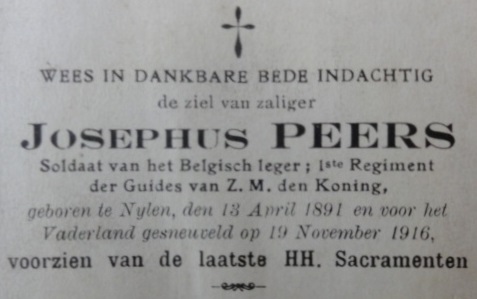 WEES IN DANKBARE BEDE INDACHTIG
de ziel van zaliger
JOSEPHUS PEERS
Soldaat van het Belgisch leger; 1ste Regiment
der Guides van Z. M. den Koning,
geboren te Nylen, den 13 April 1891 en voor het
Vaderland gesneuveld op 19 November 1916,
voorzien van de laatste HH. Sacramenten